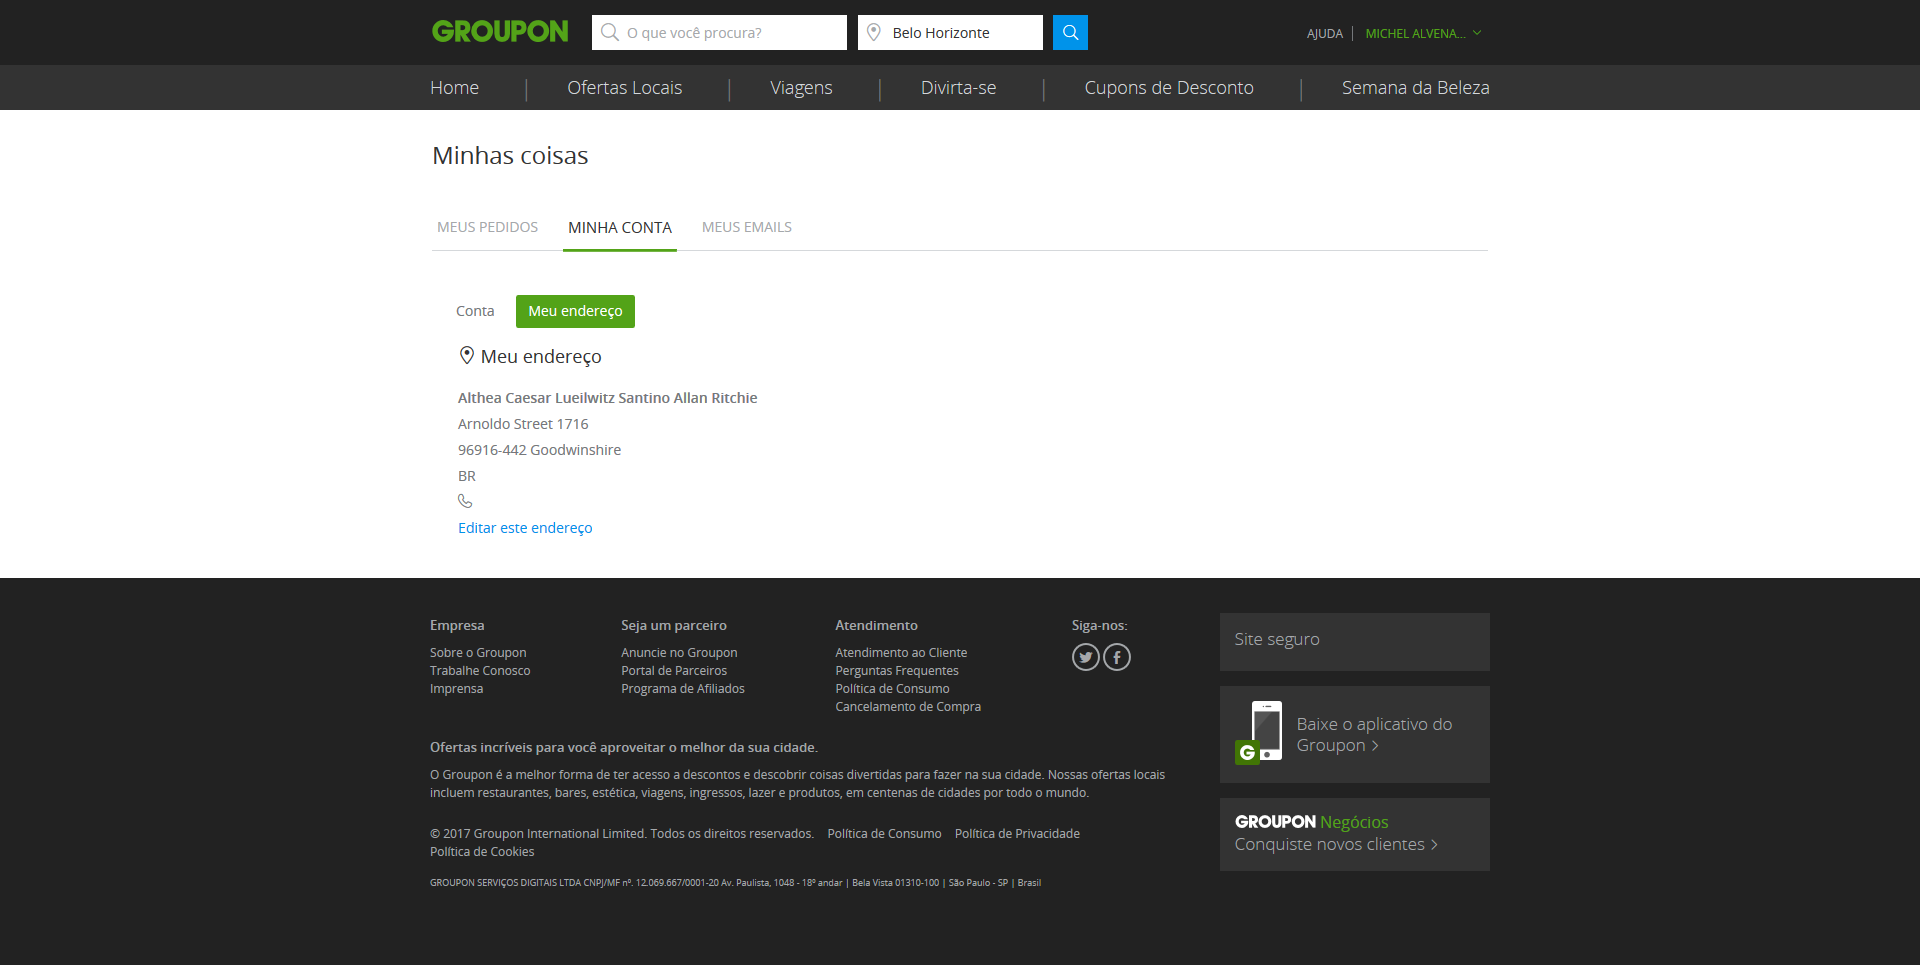 GROUPON
O que você procura?
Belo Horizonte
AJUDA
MICHEL ALVENA...
Home
Ofertas Locais
Viagens
Divirta-se
Cupons de Desconto
Semana da Beleza
Minhas coisas
MEUS PEDIDOS
MINHA CONTA
MEUS EMAILS
Conta
Meu endereço
Meu endereço
Althea Caesar Lueilwitz Santino Allan Ritchie
Arnoldo Street 1716
96916-442 Goodwinshire
BR
Editar este endereço
Empresa
Sobre o Groupon
Trabalhe Conosco
Imprensa
Seja um parceiro
Anuncie no Groupon
Portal de Parceiros
Programa de Afiliados
Atendimento
Atendimento ao Cliente
Perguntas Frequentes
Política de Consumo
Cancelamento de Compra
Siga-nos:
Ofertas incríveis para você aproveitar o melhor da sua cidade.
O Groupon é a melhor forma de ter acesso a descontos e descobrir coisas divertidas para fazer na sua cidade. Nossas ofertas locais
incluem restaurantes, bares, estética, viagens, ingressos, lazer e produtos, em centenas de cidades por todo o mundo.
© 2017 Groupon International Limited. Todos os direitos reservados. Política de Consumo Política de Privacidade
Política de Cookies
GROUPON SERVIÇOS DIGITAIS LTDA CNPJ/MF nº. 12.069.667/0001-20 Av. Paulista, 1048 - 18º andar | Bela Vista 01310-100 | São Paulo - SP | Brasil
Site seguro
G
Baixe o aplicativo do
Groupon >
GROUPON Negócios
Conquiste novos clientes >